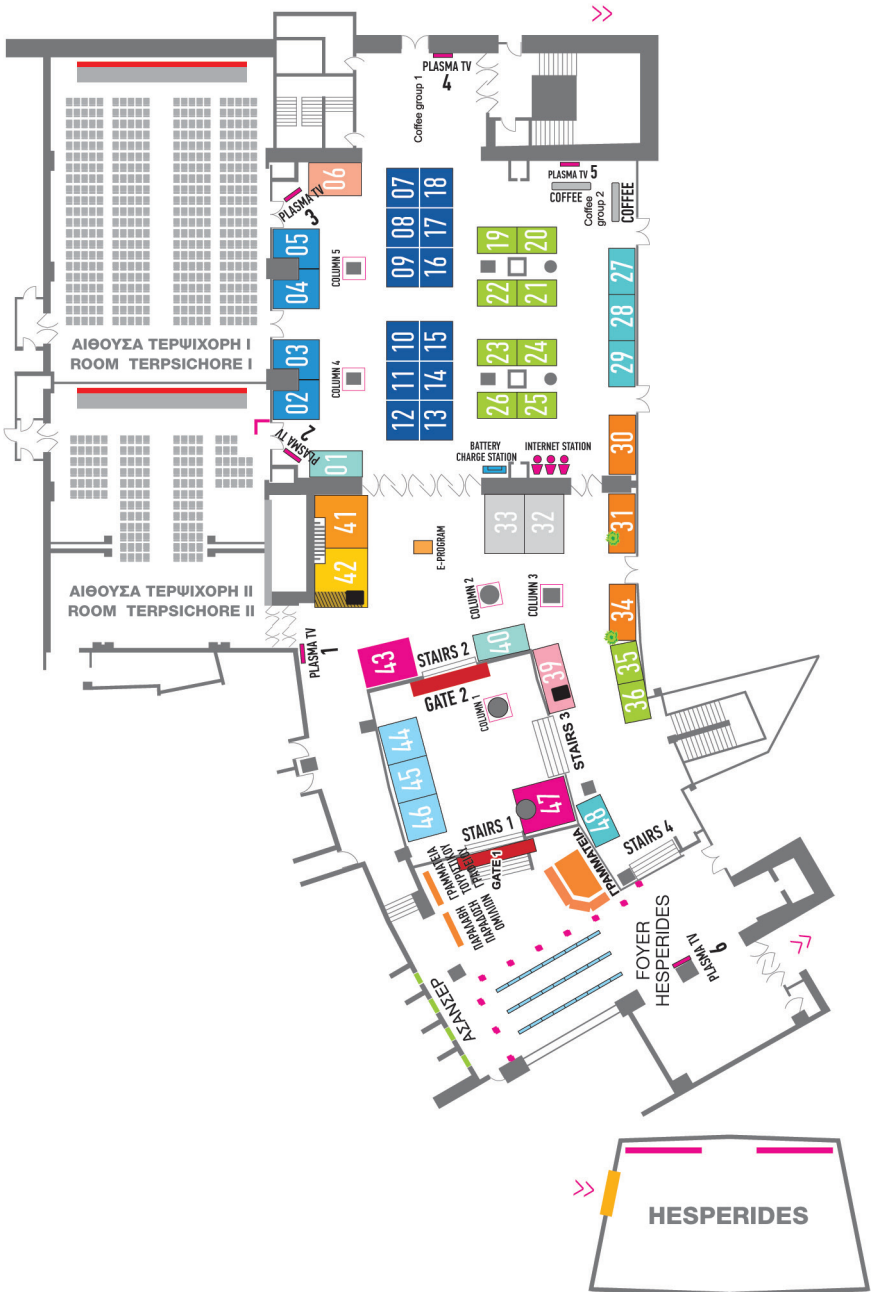 PLASMA TV
4
Coffee group 1
PLASMA TV 5
COFFEE
Coffee
group 2
COFFEE
06
PLASMA TV
3
07
18
08
17
09
16
19
20
22
21
05
04
COLUMN 5
27
28
29
ΑΙΘΟΥΣΑ ΤΕΡΨΙΧΟΡΗ I
ROOM TERPSICHORE I
03
02
COLUMN 4
10
15
11
14
12
13
23
24
26
25
30
2
PLASMA TV
01
BATTERY
CHARGE STATION
INTERNET STATION
41
42
33
32
31
E-PROGRAM
ΑΙΘΟΥΣΑ ΤΕΡΨΙΧΟΡΗ II
ROOM TERPSICHORE II
COLUMN 2
COLUMN 3
34
PLASMA TV
1
43
STAIRS 2
40
39
35
36
GATE 2
COLUMN 1
44
45
46
STAIRS 3
47
48
STAIRS 1
GATE 1
STAIRS 4
ΓΡΑΜΜΑΤΕΙΑ
ΓΡΑΜΜΑΤΕΙΑ
ΤΟΥΡΙΣΤΙΚΟΥ
ΓΡΑΦΕΙΟΥ
ΠΑΡΑΛΑΒΗ
ΠΑΡΑΔΟΣΗ
ΟΜΙΛΙΩΝ
ΑΣΑΝΣΕΡ
FOYER
HESPERIDES
PLASMA TV
6
HESPERIDES